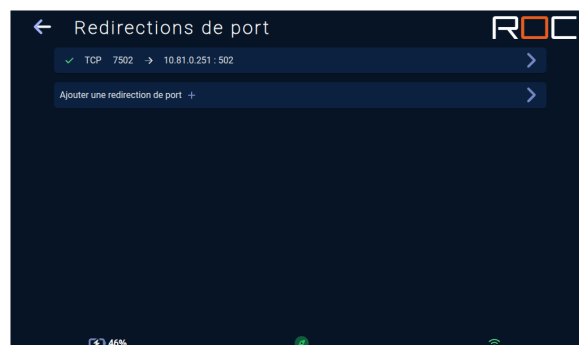 Redirections de port
ROC
TCP 7502 → 10.81.0.251 : 502
Ajouter une redirection de port +
46%